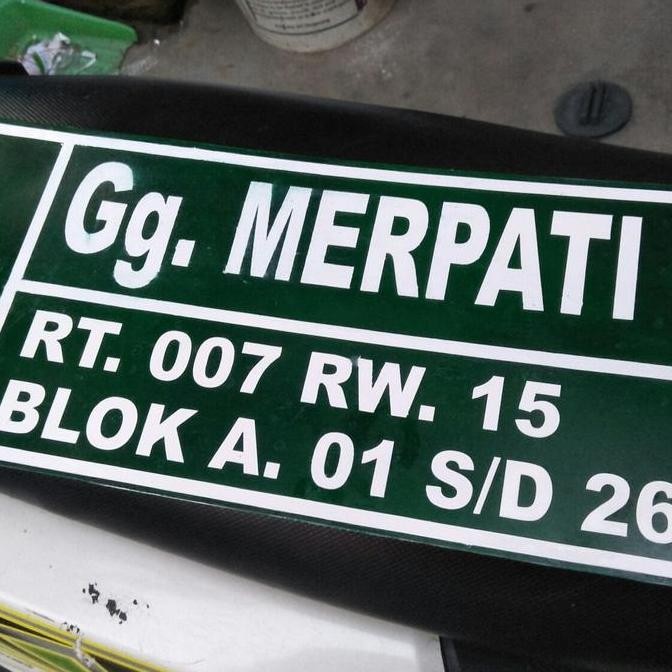 Gg. MERPATI
RT. 007 RW. 15
BLOK A. 01 S/D 26